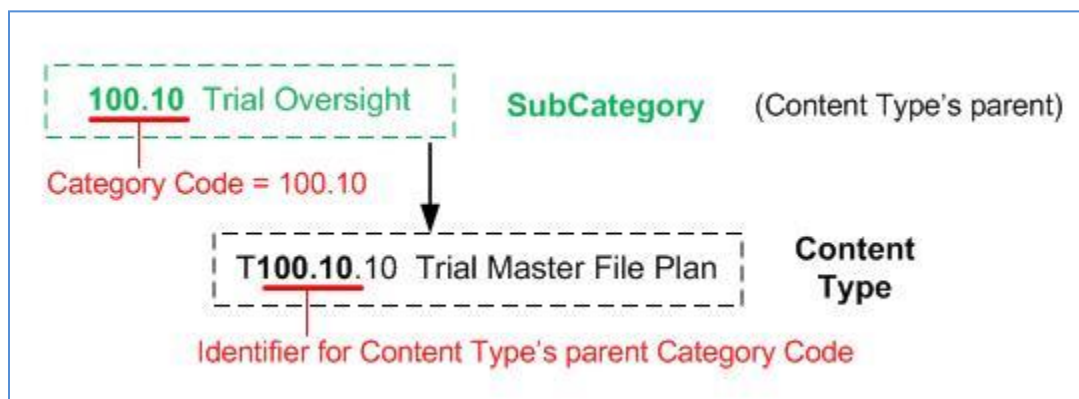 100.10 Trial Oversight
SubCategory
(Content Type's parent)
Category Code = 100.10
T100.10.10 Trial Master File Plan
Content
Type
Identifier for Content Type's parent Category Code